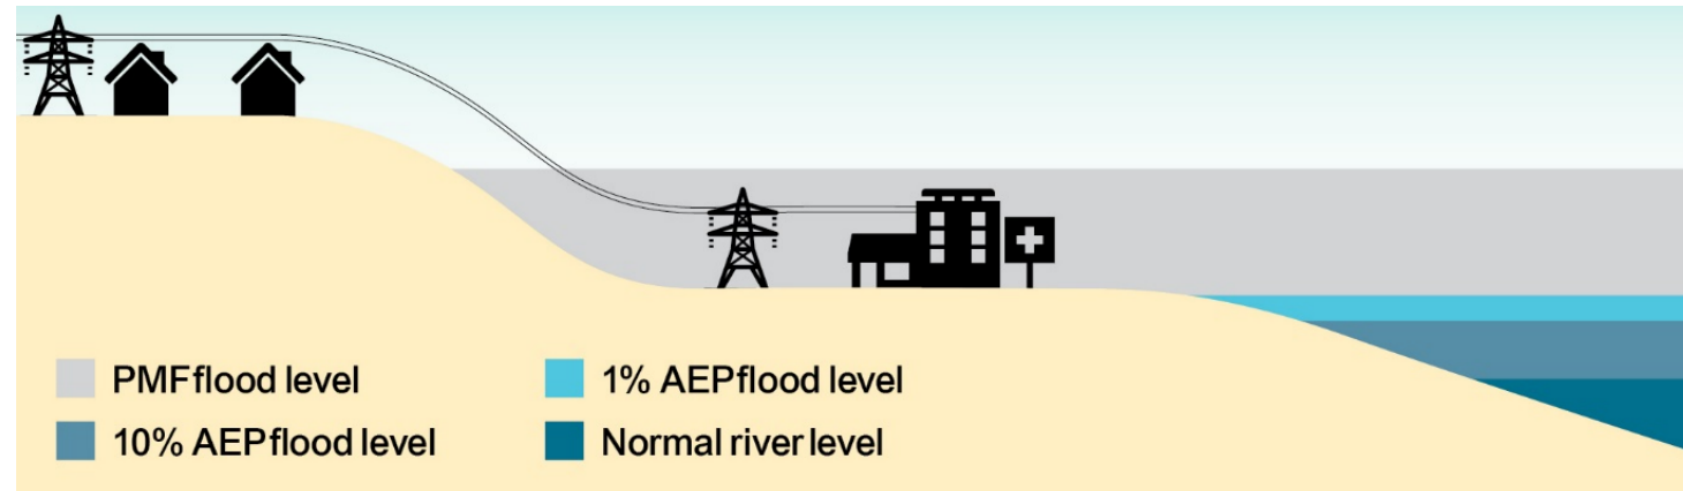 PMF flood level
1% AEP flood level
10% AEP flood level
Normal river level